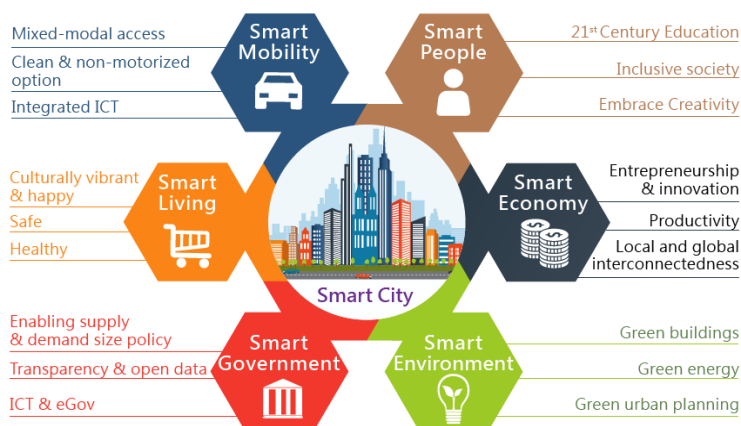 Mixed-modal access
Clean & non-motorized
option
Integrated ICT
Smart
Mobility
Smart
People
21st Century Education
Inclusive society
Embrace Creativity
Culturally vibrant
& happy
Safe
Healthy
Smart
Living
Smart City
Smart
Economy
Entrepreneurship
& innovation
Productivity
Local and global
interconnectedness
Enabling supply
& demand size policy
Transparency & open data
ICT & eGov
Smart
Government
Smart
Environment
Green buildings
Green energy
Green urban planning